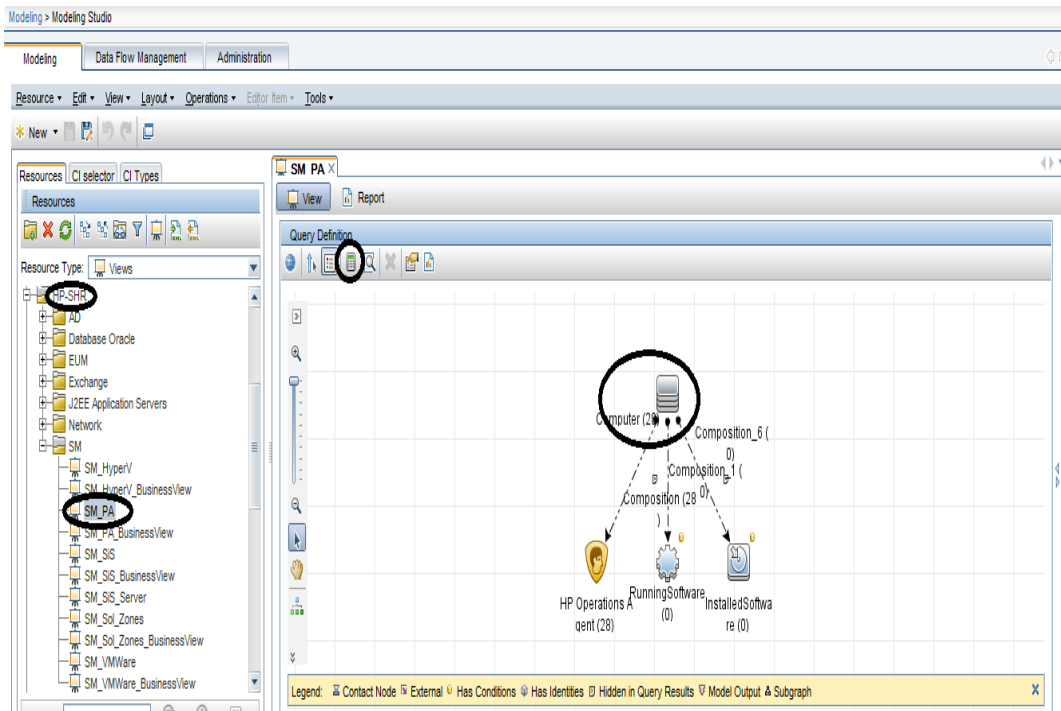 Modeling > Modeling Studio
Modeling Data Flow Management Administration
Resource Edit View Layout Operations Editor Item Tools
New
Resources CI selector CI Types
Resources
Resource Type: Views
HP-SHR
AD
Database Oracle
EUM
Exchange
J2EE Application Servers
Network
SM
SM_HyperV
SM_HyperV_BusinessView
SM_PA
SM_PA_BusinessView
SM_SiS
SM_SiS_BusinessView
SM_SiS_Server
SM_Sol_Zones
SM_Sol_Zones_BusinessView
SM_VMWare
SM_VMWare_BusinessView
SM_PA
View Report
Query Definition
Computer (28)
Composition_6 (
0)
Composition_1 (
0)
Composition (28
)
HP Operations A
gent (28)
RunningSoftware
(0)
InstalledSoftwa
re (0)
Legend: Contact Node External Has Conditions Has Identities Hidden in Query Results Model Output Subgraph